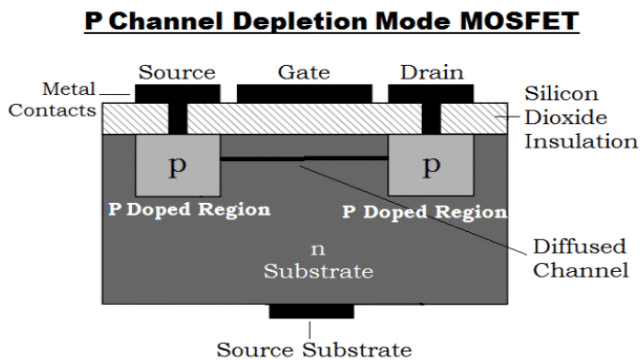 P Channel Depletion Mode MOSFET
Source
Gate
Drain
Metal
Contacts
Silicon
Dioxide
Insulation
p
p
P Doped Region
P Doped Region
n
Substrate
Diffused
Channel
Source Substrate